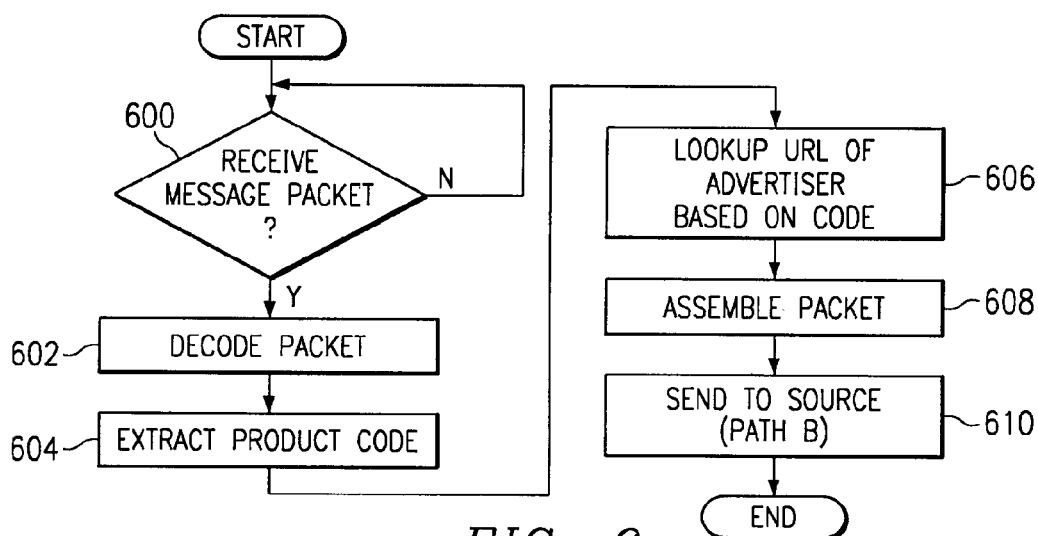 START
600
RECEIVE
MESSAGE PACKET
?
N
Y
602
DECODE PACKET
604
EXTRACT PRODUCT CODE
LOOKUP URL OF
ADVERTISER
BASED ON CODE
606
ASSEMBLE PACKET
608
SEND TO SOURCE
(PATH B)
610
END